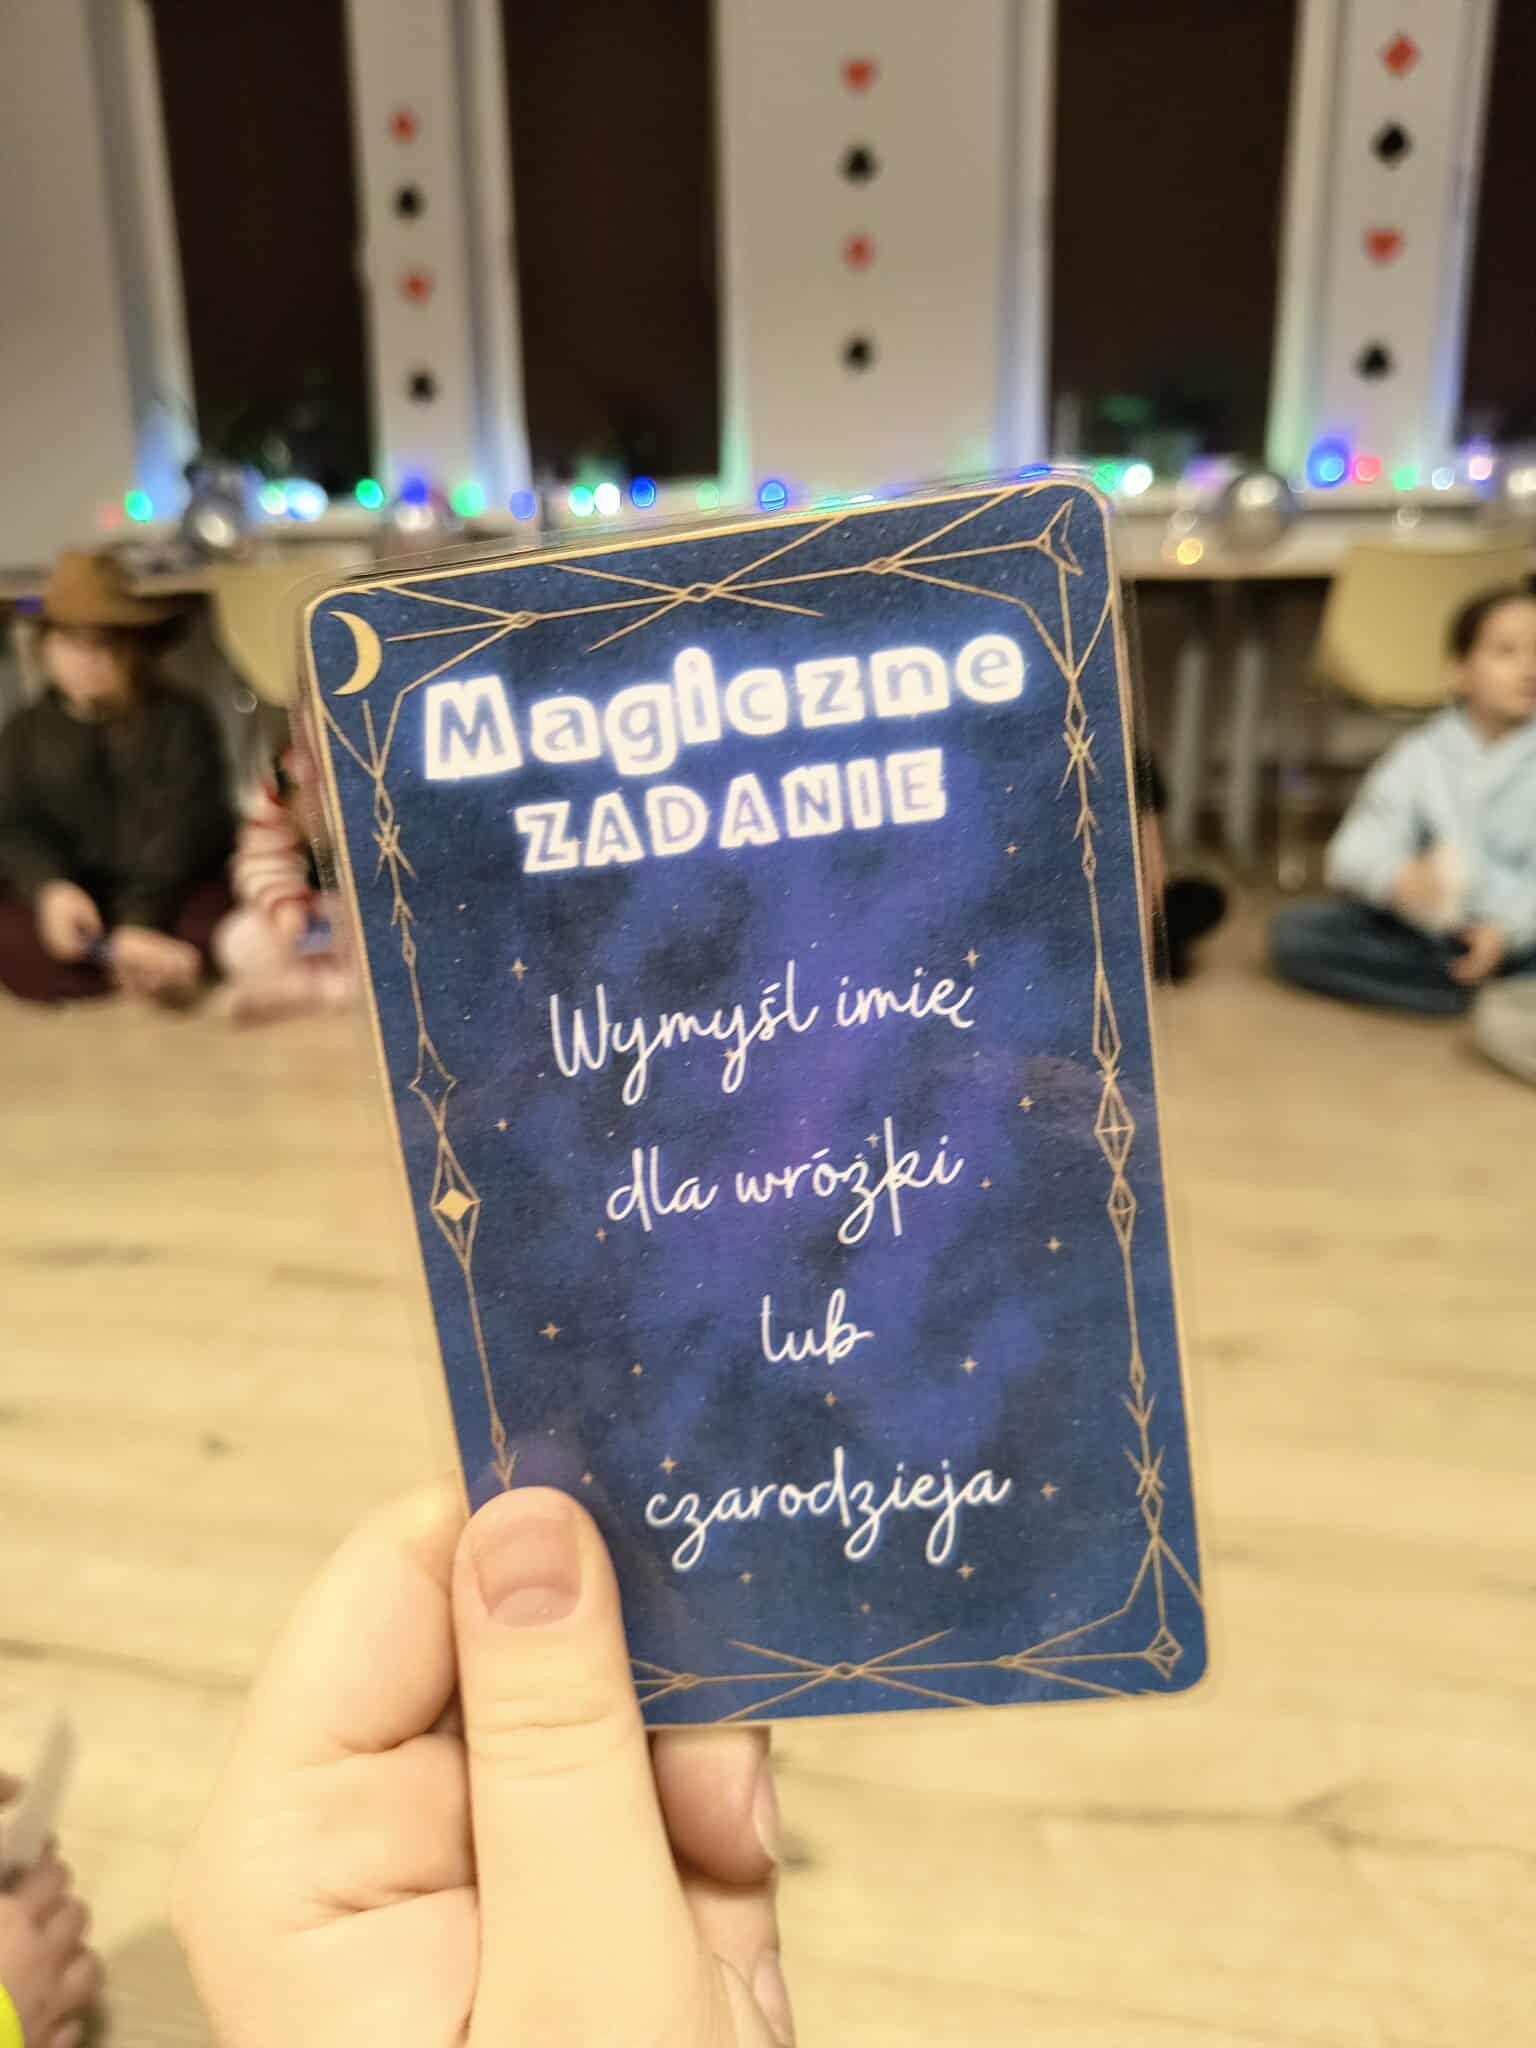 Magiczne
ZADANIE
Wymyśl imię
dla wróżki
lub
czarodzieja